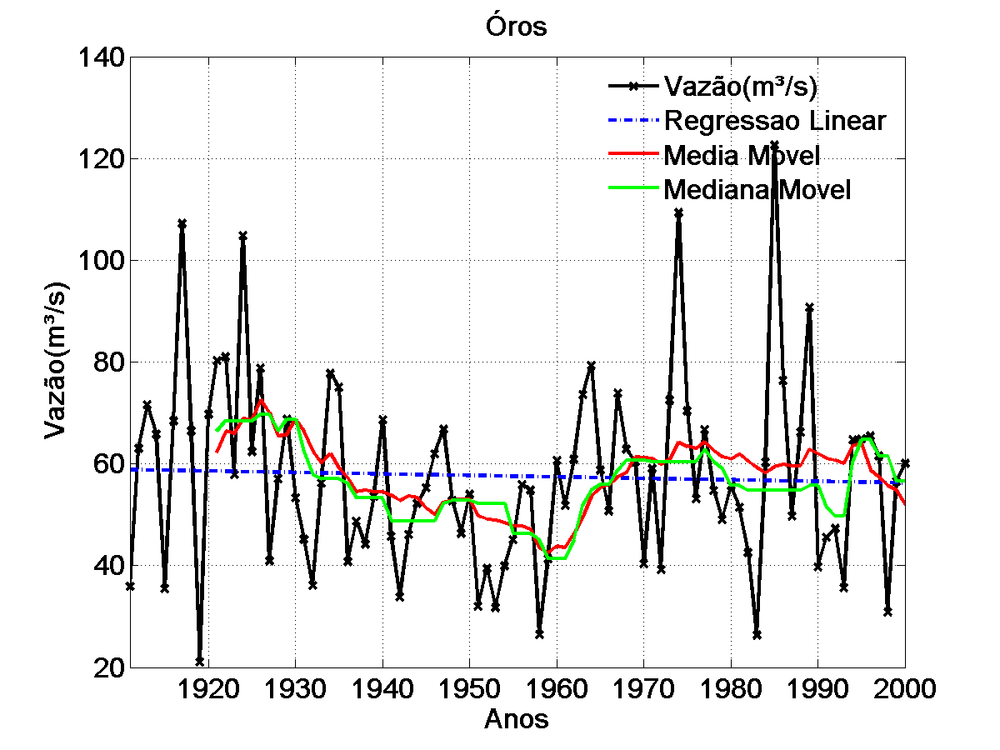 Óros
140
120
100
80
60
40
20
Vazão(m³/s)
Vazão(m³/s)
Regressao Linear
Media Movel
Mediana Movel
1920 1930 1940 1950 1960 1970 1980 1990 2000
Anos